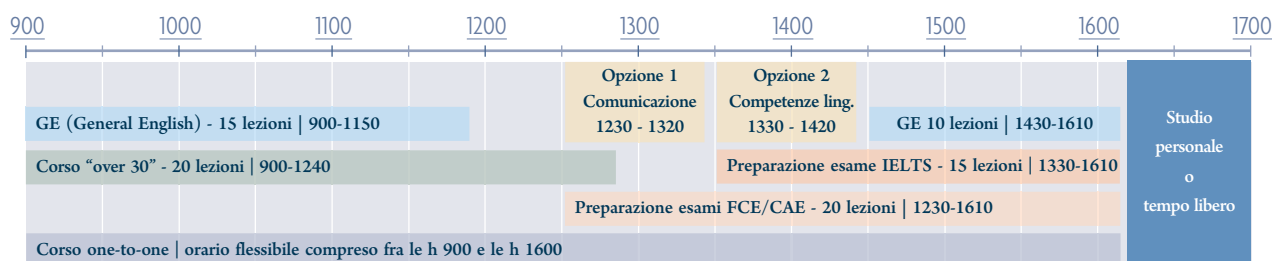 900 1000 1100 1200 1300 1400 1500 1600 1700
Opzione 1
Comunicazione
1230 - 1320
Opzione 2
Competenze ling.
1330 - 1420
GE (General English) - 15 lezioni | 900-1150
GE 10 lezioni | 1430-1610
Corso “over 30” - 20 lezioni | 900-1240
Preparazione esame IELTS - 15 lezioni | 1330-1610
Preparazione esami FCE/CAE - 20 lezioni | 1230-1610
Corso one-to-one | orario flessibile compreso fra le h 900 e le h 1600
Studio
personale
o
tempo libero